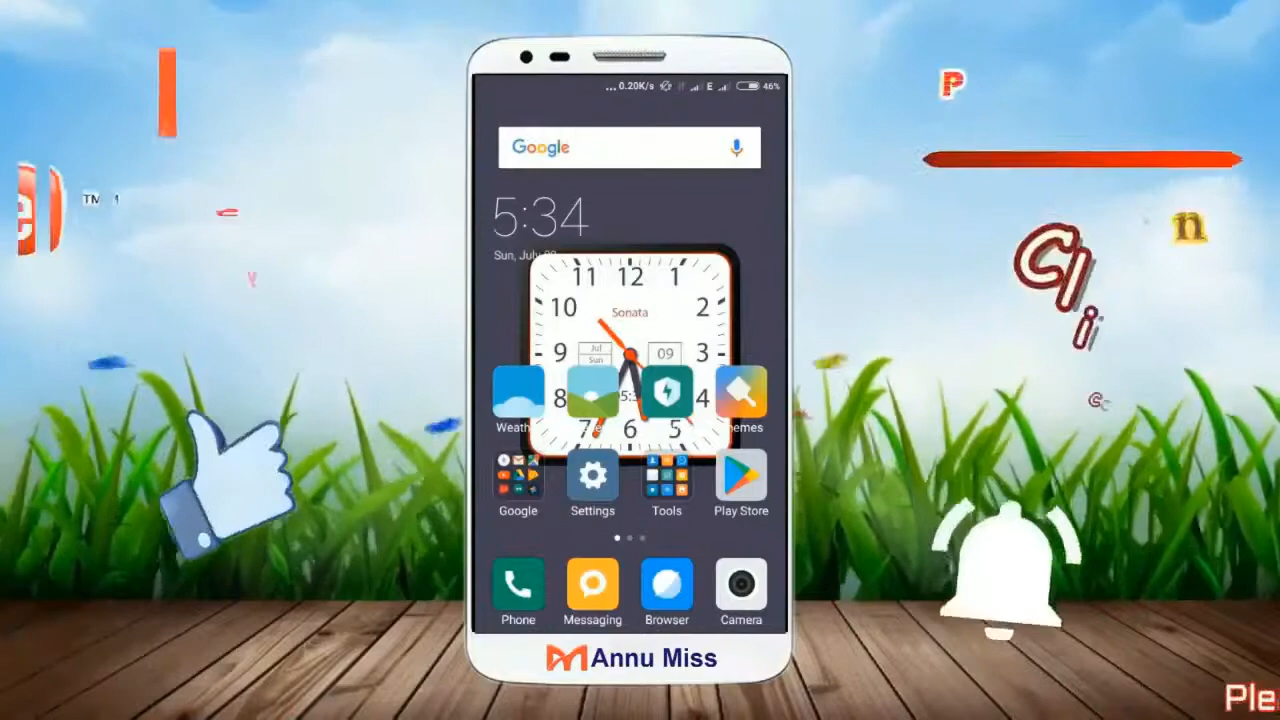 ...0.20K/s E 46%
Google
5:34
Sun, July
11 12 1
10 2
Sonata
9 3
Jul
Sun
09
8 4
7 6 5
Weath
emes
Google Settings Tools Play Store
Phone Messaging Browser Camera
Annu Miss
TM
P
n
Cli
Ple